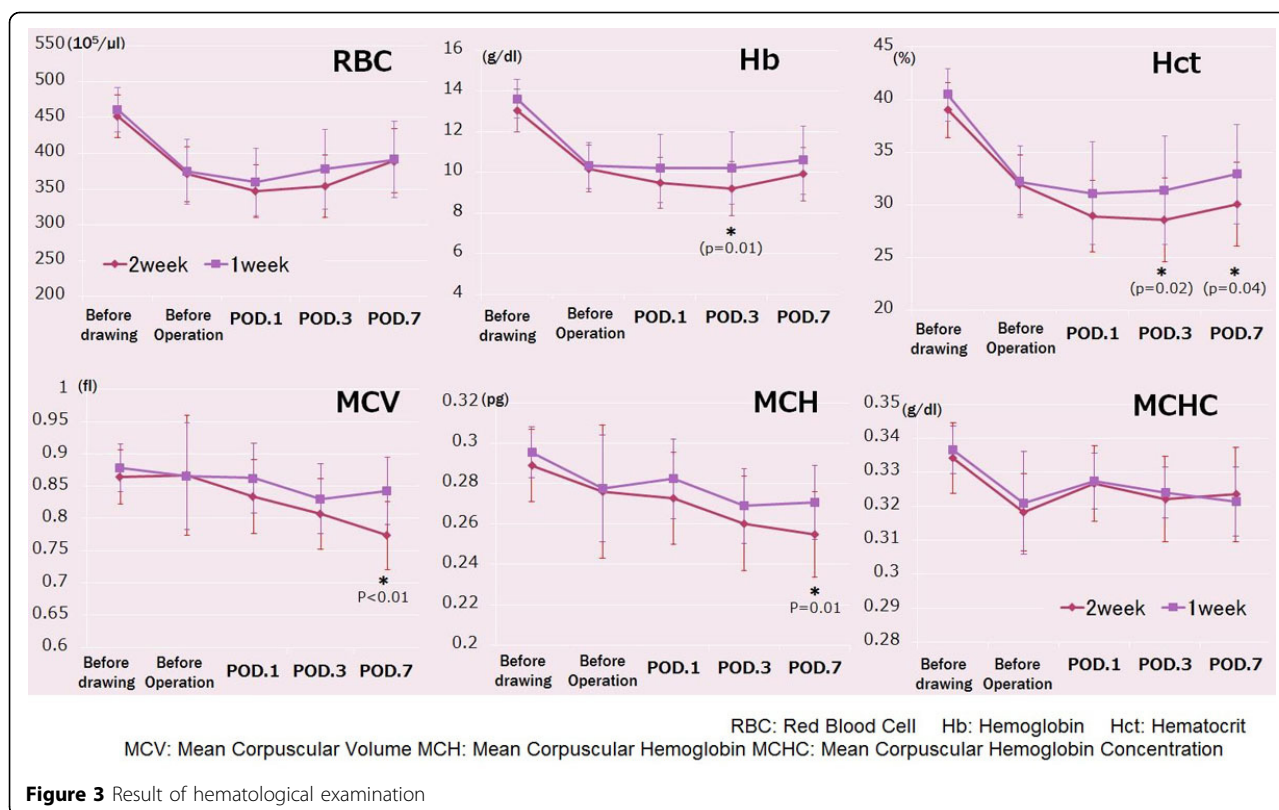 550 (10⁵/μl) RBC
500
450
400
350
300
250
200
2week 1week
Before drawing Before Operation POD.1 POD.3 POD.7
16 (g/dl) Hb
14
12
10
8
6
4
* (p=0.01)
Before drawing Before Operation POD.1 POD.3 POD.7
45 (%) Hct
40
35
30
25
20
* (p=0.02) * (p=0.04)
Before drawing Before Operation POD.1 POD.3 POD.7
1 (fl) MCV
0.95
0.9
0.85
0.8
0.75
0.7
0.65
0.6
* P<0.01
Before drawing Before Operation POD.1 POD.3 POD.7
0.32 (pg) MCH
0.3
0.28
0.26
0.24
0.22
0.2
* P=0.01
Before drawing Before Operation POD.1 POD.3 POD.7
0.35 (g/dl) MCHC
0.34
0.33
0.32
0.31
0.3
0.29
0.28
2week 1week
Before drawing Before Operation POD.1 POD.3 POD.7
RBC: Red Blood Cell Hb: Hemoglobin Hct: Hematocrit
MCV: Mean Corpuscular Volume MCH: Mean Corpuscular Hemoglobin MCHC: Mean Corpuscular Hemoglobin Concentration
Figure 3 Result of hematological examination